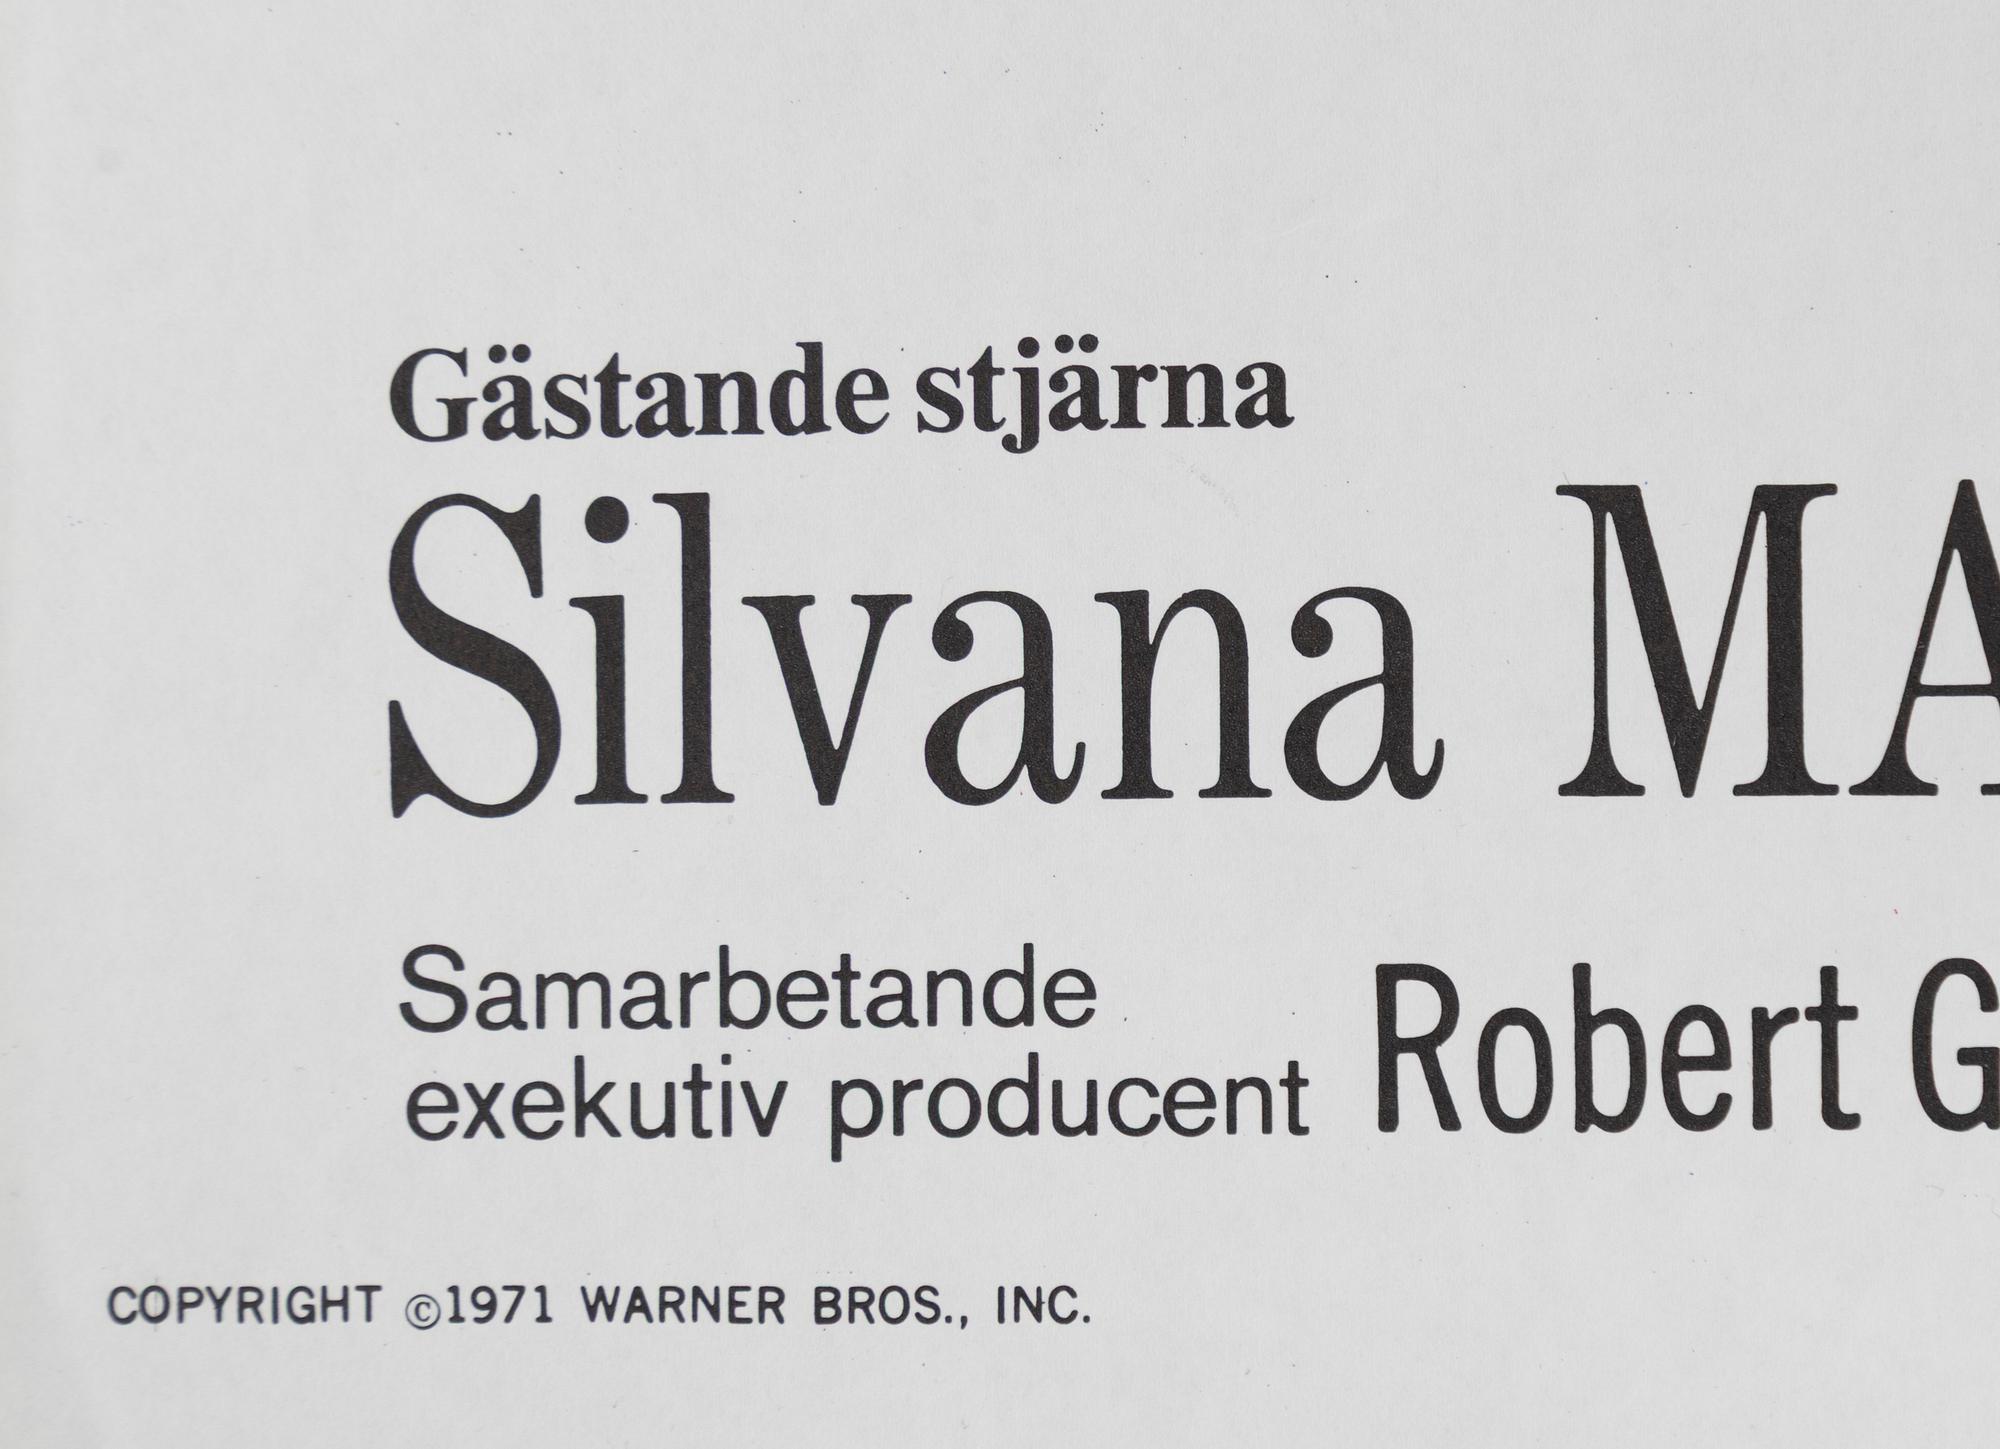 Gästande stjärna
Silvana MA
Samarbetande
exekutiv producent Robert G
COPYRIGHT ©1971 WARNER BROS., INC.